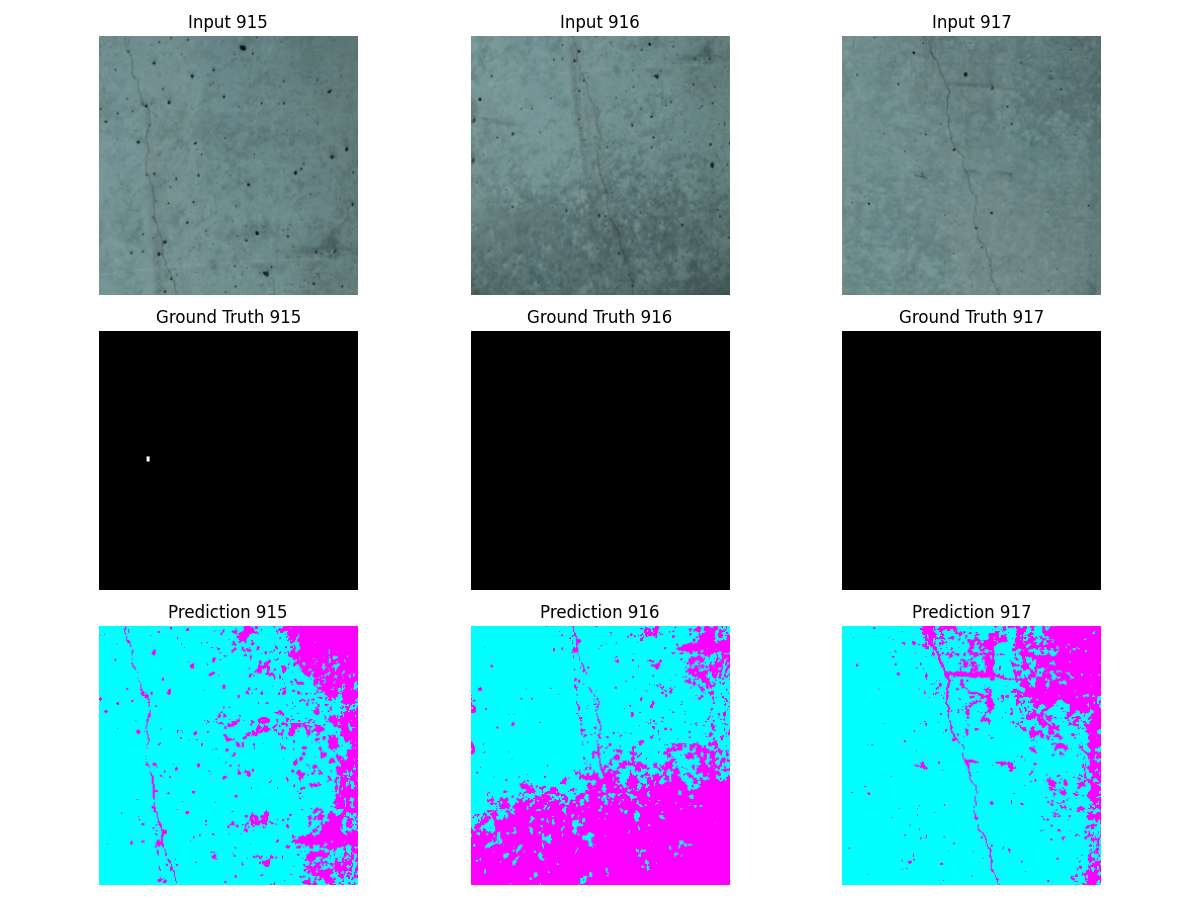 Input 915
Input 916
Input 917
Ground Truth 915
Ground Truth 916
Ground Truth 917
Prediction 915
Prediction 916
Prediction 917